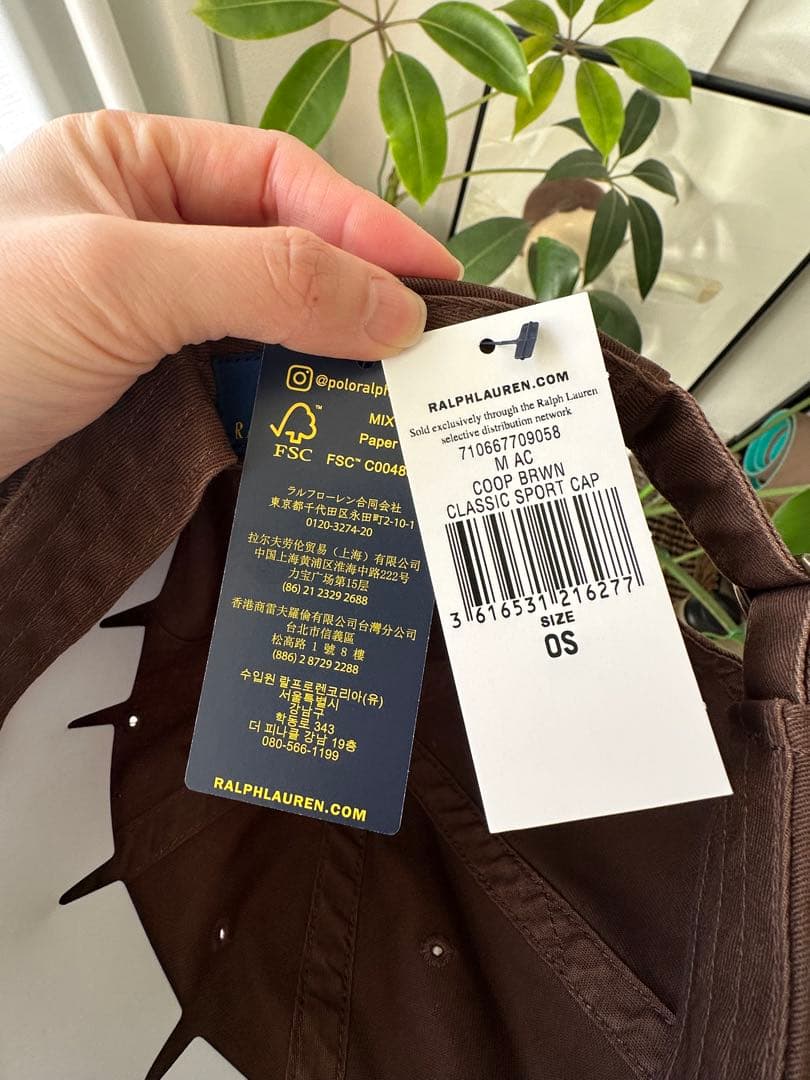 @poloralph
FSC
MIX
Paper
FSC™ C0048
ラルフローレン合同会社
東京都千代田区永田町2-10-1
0120-3274-20
拉尔夫劳伦贸易（上海）有限公司
中国上海黄浦区淮海中路222号
力宝广场第15层
(86) 21 2329 2688
香港商雷夫羅倫有限公司台灣分公司
台北市信義區
松高路 1 號 8 樓
(886) 2 8729 2288
수입원 랄프로렌코리아(유)
서울특별시
강남구
학동로 343
더 피나클 강남 19층
080-566-1199
RALPHLAUREN.COM
RALPHLAUREN.COM
Sold exclusively through the Ralph Lauren
selective distribution network
710667709058
M AC
COOP BRWN
CLASSIC SPORT CAP
3 616531 216277
SIZE
OS